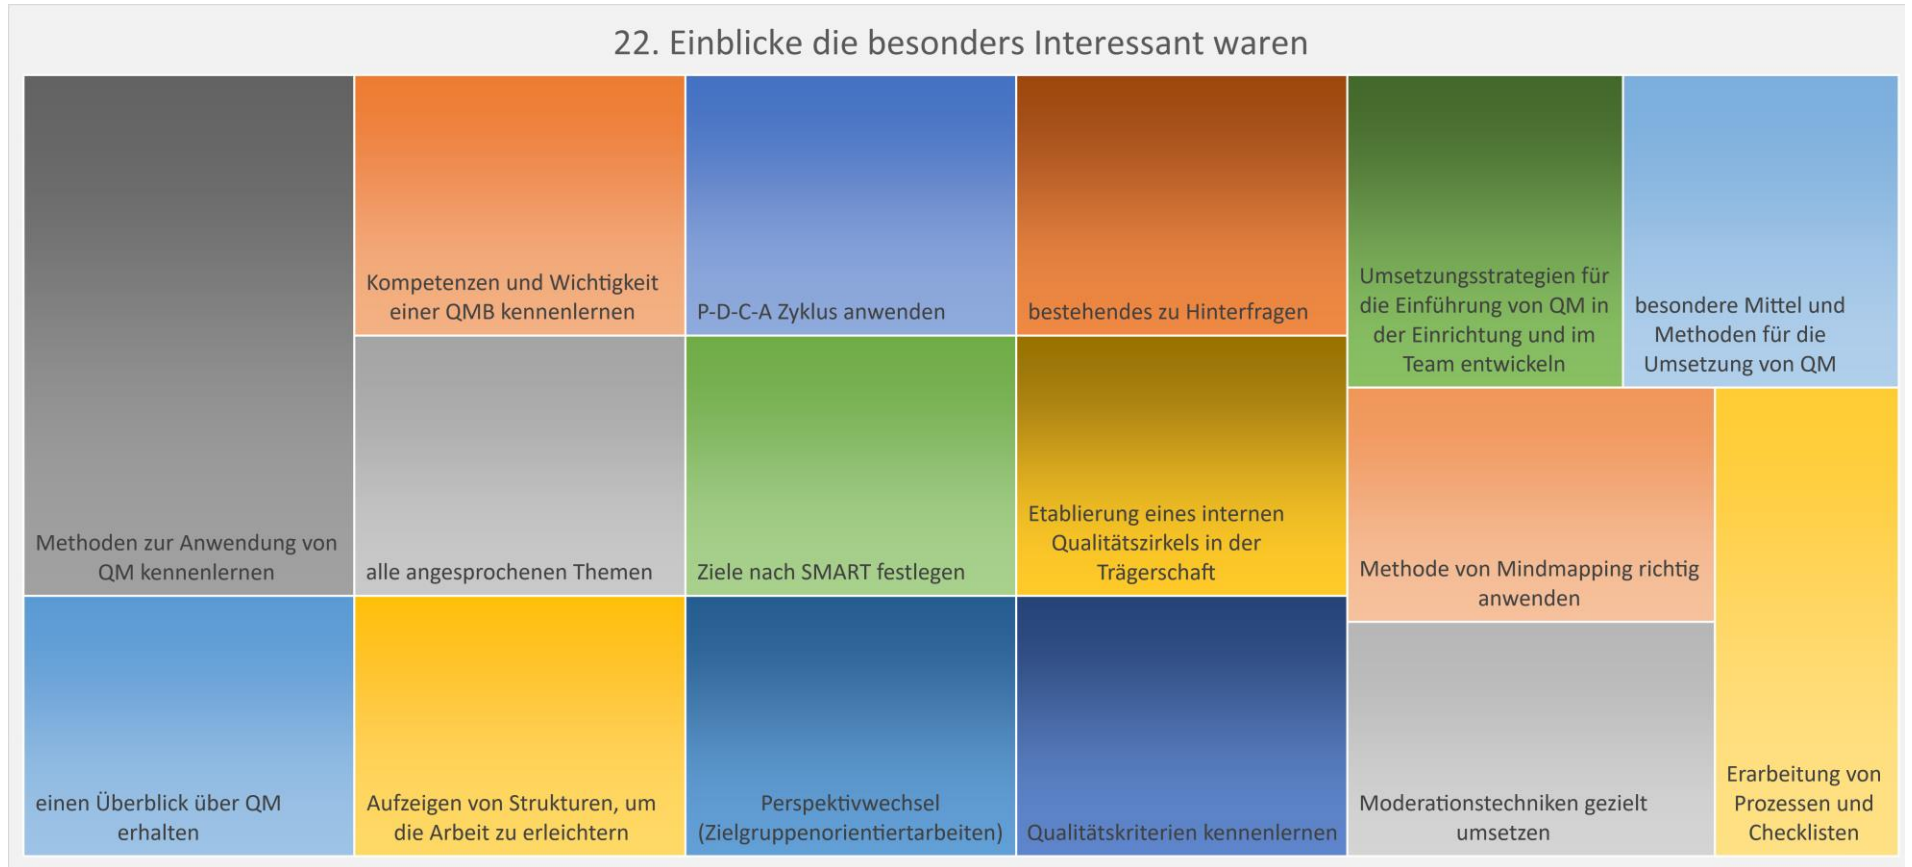 22. Einblicke die besonders Interessant waren
Methoden zur Anwendung von
QM kennenlernen
einen Überblick über QM
erhalten
Kompetenzen und Wichtigkeit
einer QMB kennenlernen
alle angesprochenen Themen
Aufzeigen von Strukturen, um
die Arbeit zu erleichtern
P-D-C-A Zyklus anwenden
Ziele nach SMART festlegen
Perspektivwechsel
(Zielgruppenorientiertarbeiten)
bestehendes zu Hinterfragen
Etablierung eines internen
Qualitätszirkels in der
Trägerschaft
Qualitätskriterien kennenlernen
Umsetzungsstrategien für
die Einführung von QM in
der Einrichtung und im
Team entwickeln
besondere Mittel und
Methoden für die
Umsetzung von QM
Methode von Mindmapping richtig
anwenden
Moderationstechniken gezielt
umsetzen
Erarbeitung von
Prozessen und
Checklisten